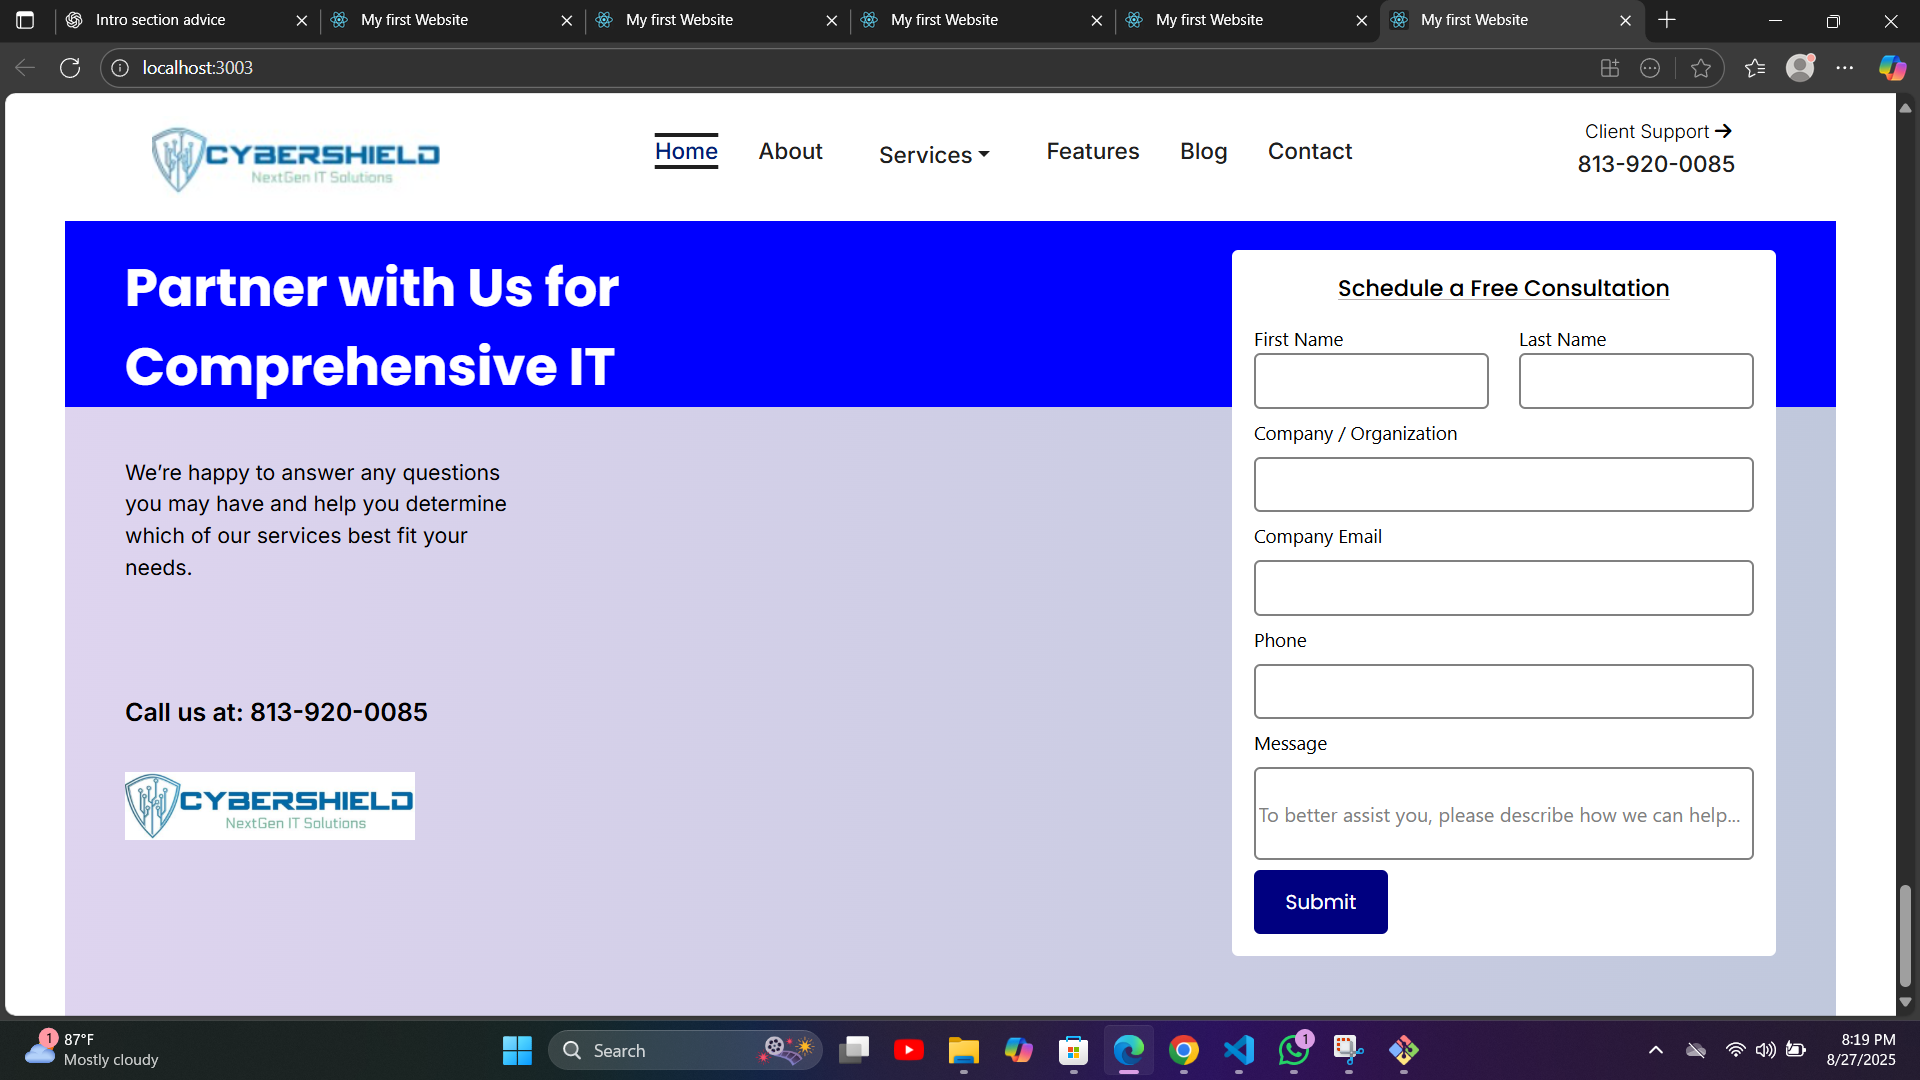 Intro section advice
My first Website
My first Website
My first Website
My first Website
My first Website
localhost:3003
CYBERSHIELD
NextGen IT Solutions
Home
About
Services
Features
Blog
Contact
Client Support →
813-920-0085
Partner with Us for
Comprehensive IT
We’re happy to answer any questions
you may have and help you determine
which of our services best fit your
needs.
Call us at: 813-920-0085
CYBERSHIELD
NextGen IT Solutions
Schedule a Free Consultation
First Name
Last Name
Company / Organization
Company Email
Phone
Message
To better assist you, please describe how we can help...
Submit
1
87°F
Mostly cloudy
Search
1
8:19 PM
8/27/2025